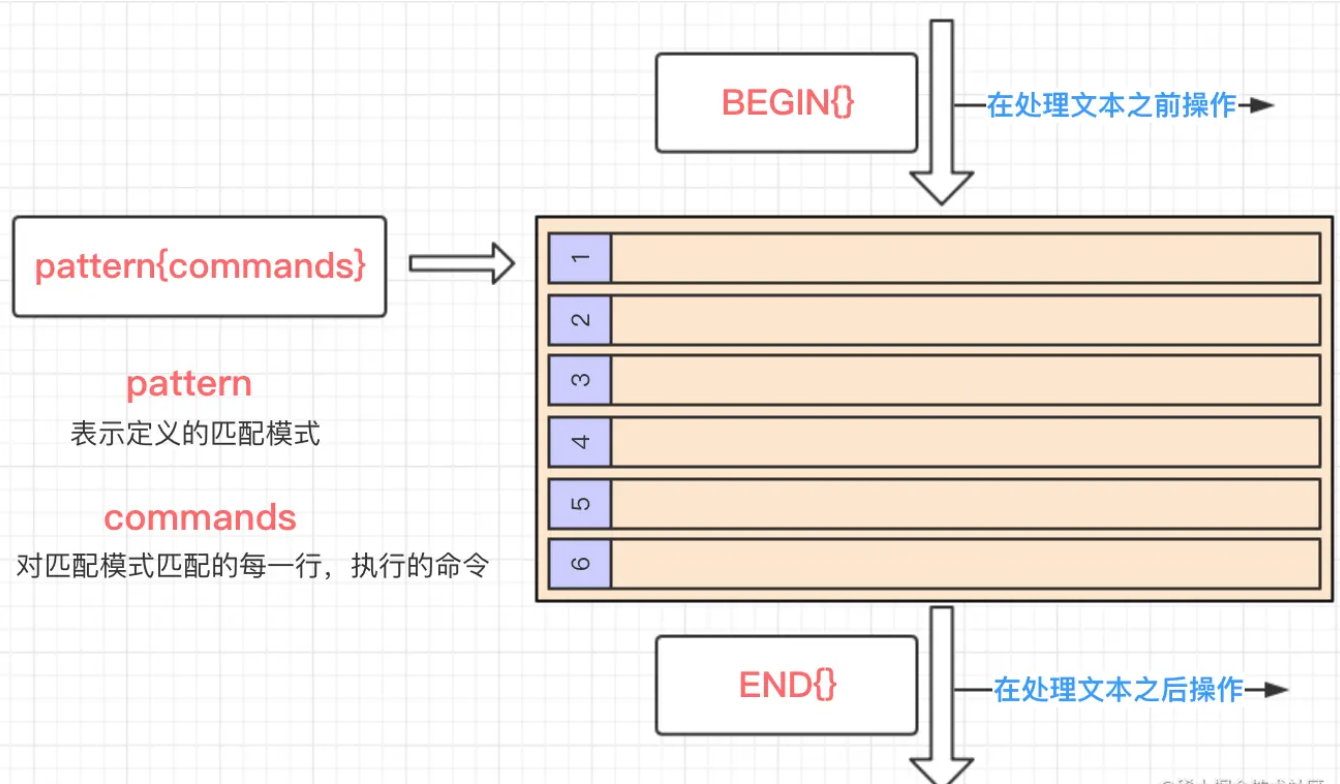 BEGIN{}
在处理文本之前操作
pattern{commands}
1
2
3
4
5
6
pattern
表示定义的匹配模式
commands
对匹配模式匹配的每一行，执行的命令
END{}
在处理文本之后操作